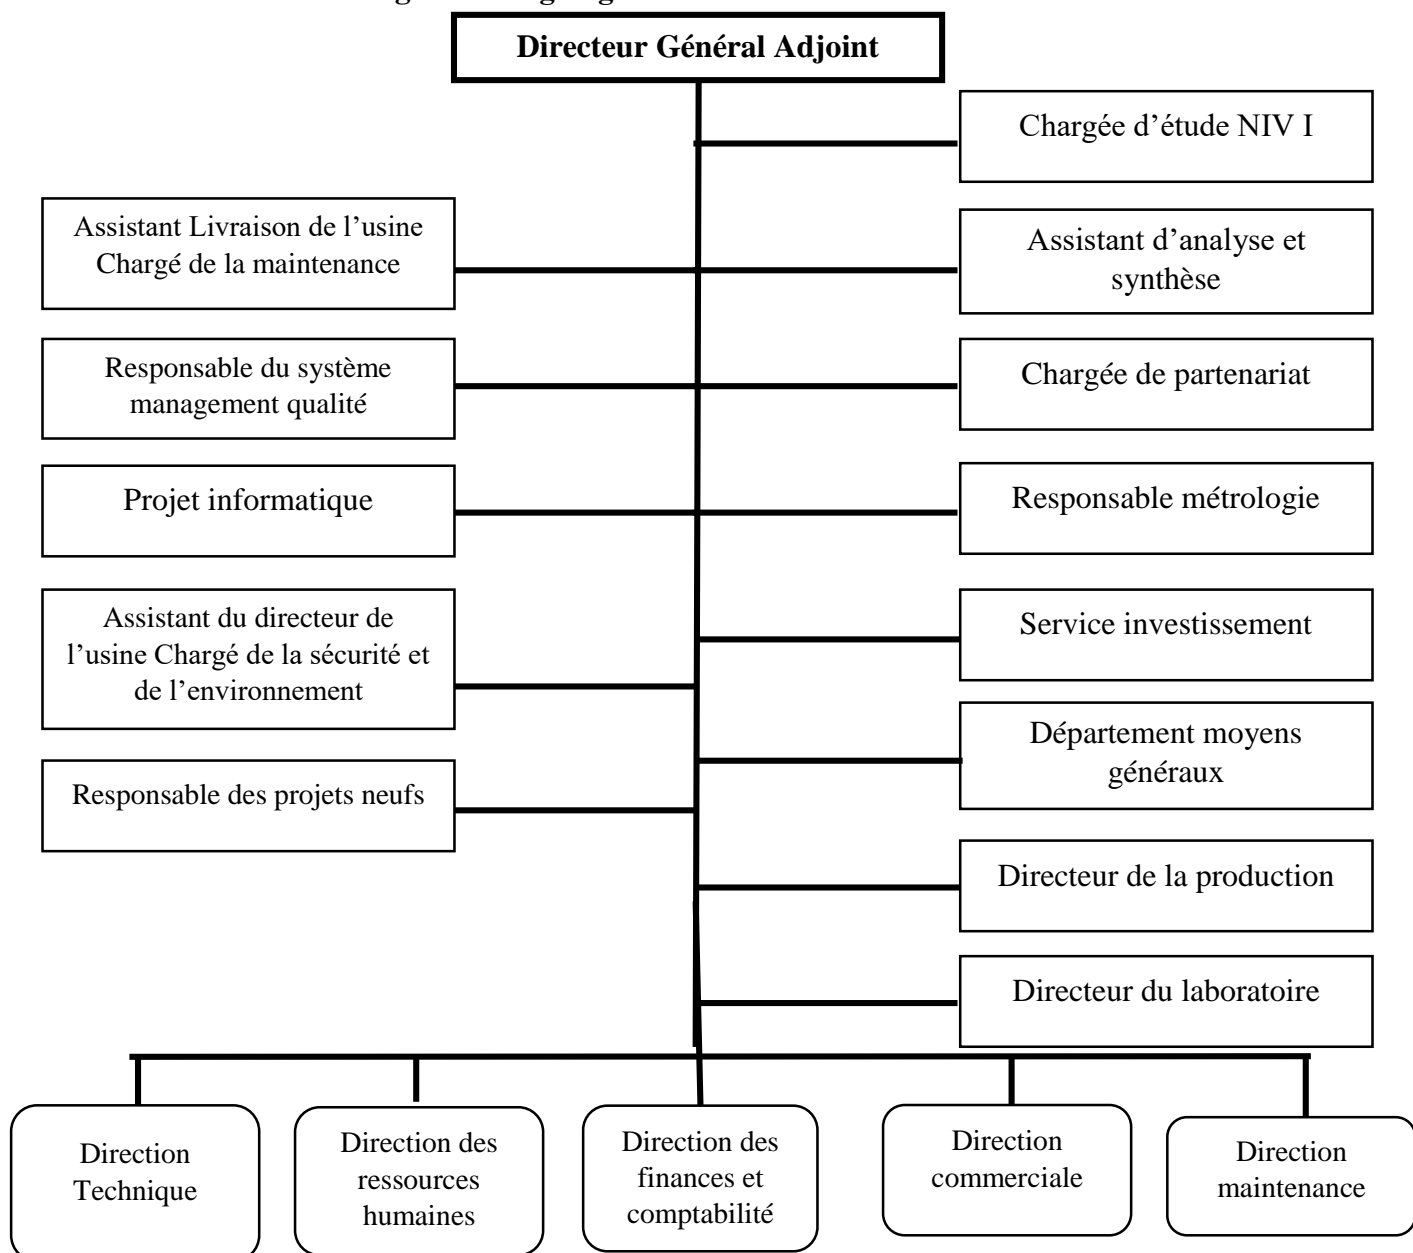 Directeur Général Adjoint
Chargée d’étude NIV I
Assistant Livraison de l’usine
Chargé de la maintenance
Assistant d’analyse et
synthèse
Responsable du système
management qualité
Chargée de partenariat
Projet informatique
Responsable métrologie
Assistant du directeur de
l’usine Chargé de la sécurité et
de l’environnement
Service investissement
Département moyens
généraux
Responsable des projets neufs
Directeur de la production
Directeur du laboratoire
Direction
Technique
Direction des
ressources
humaines
Direction des
finances et
comptabilité
Direction
commerciale
Direction
maintenance